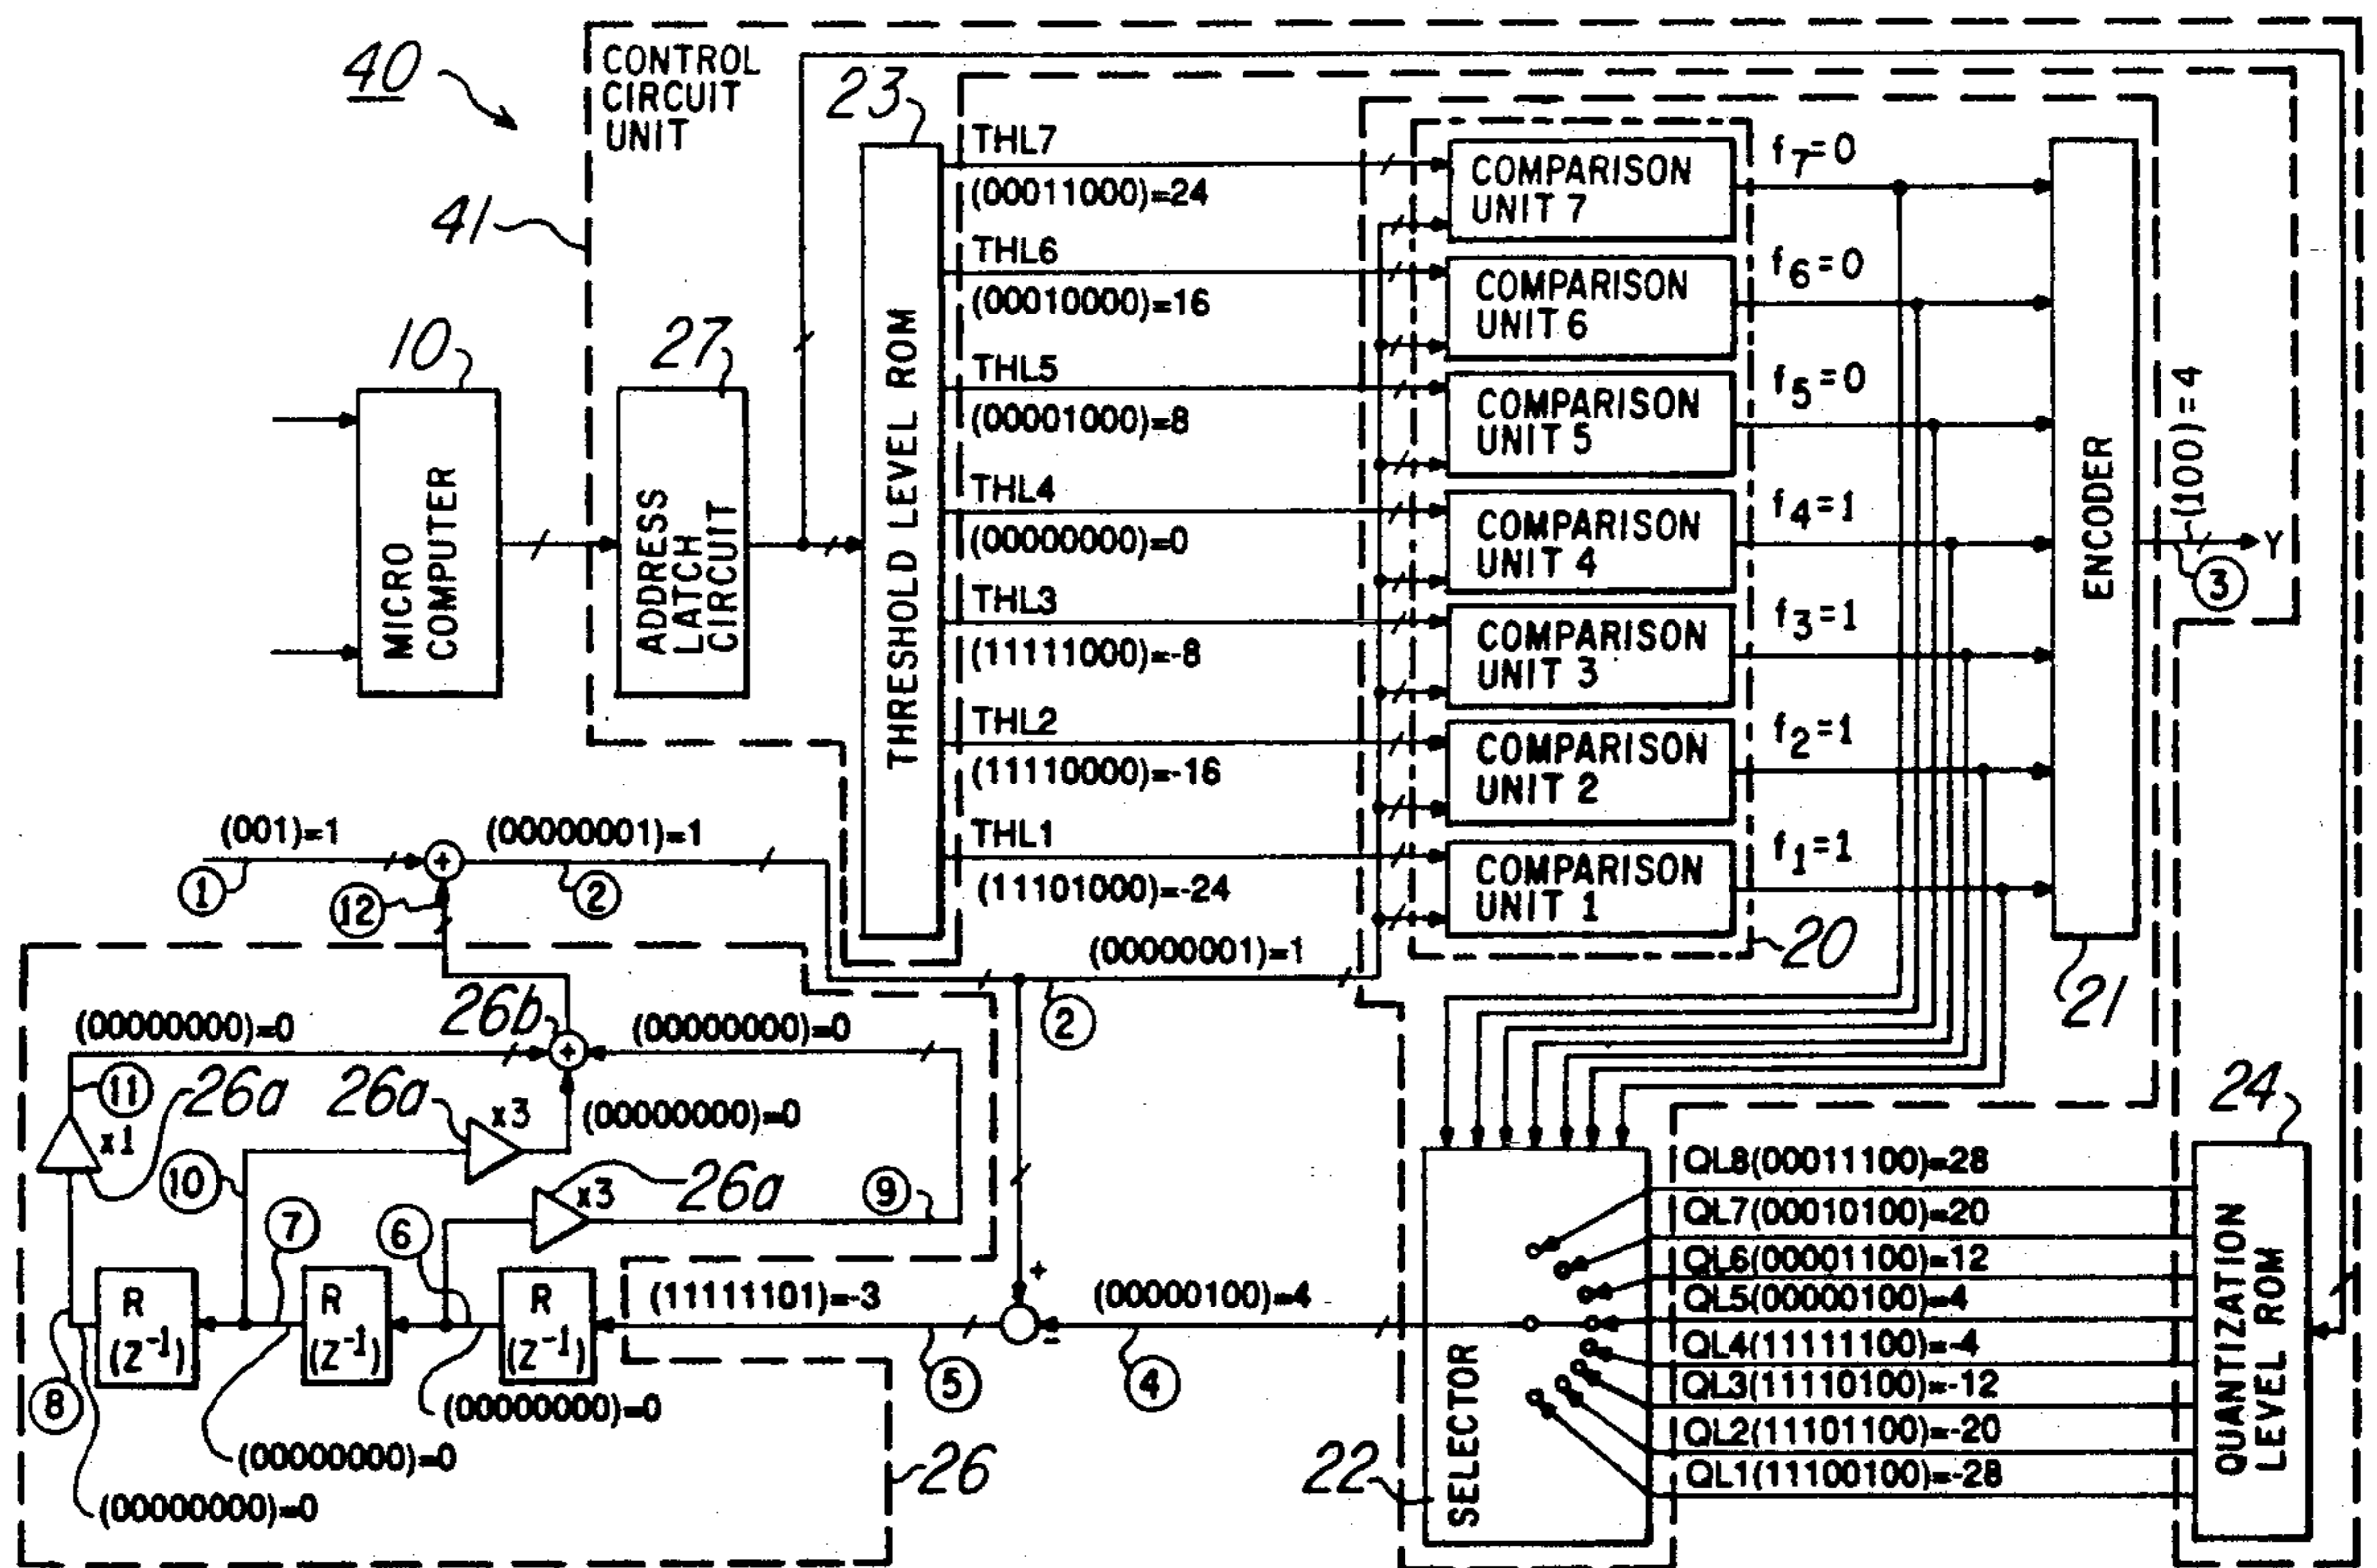 40
CONTROL
CIRCUIT
UNIT
41
10
MICRO
COMPUTER
27
ADDRESS
LATCH
CIRCUIT
23
THRESHOLD LEVEL ROM
THL7
(00011000)=24
THL6
(00010000)=16
THL5
(00001000)=8
THL4
(00000000)=0
THL3
(11111000)=-8
THL2
(11110000)=-16
THL1
(11101000)=-24
COMPARISON
UNIT 7
COMPARISON
UNIT 6
COMPARISON
UNIT 5
COMPARISON
UNIT 4
COMPARISON
UNIT 3
COMPARISON
UNIT 2
COMPARISON
UNIT 1
20
f7=0
f6=0
f5=0
f4=1
f3=1
f2=1
f1=1
ENCODER
21
(100)=4
Y
3
(001)=1
1
+
(00000001)=1
2
12
(00000001)=1
2
(00000000)=0
26b
+
(00000000)=0
11
26a
x1
26a
x3
(00000000)=0
10
x3
26a
9
7
6
R
(Z-1)
R
(Z-1)
R
(Z-1)
8
(00000000)=0
(00000000)=0
(00000000)=0
26
(11111101)=-3
5
+
-
(00000100)=4
4
22
SELECTOR
QL8(00011100)=28
QL7(00010100)=20
QL6(00001100)=12
QL5(00000100)=4
QL4(11111100)=-4
QL3(11110100)=-12
QL2(11101100)=-20
QL1(11100100)=-28
24
QUANTIZATION
LEVEL ROM